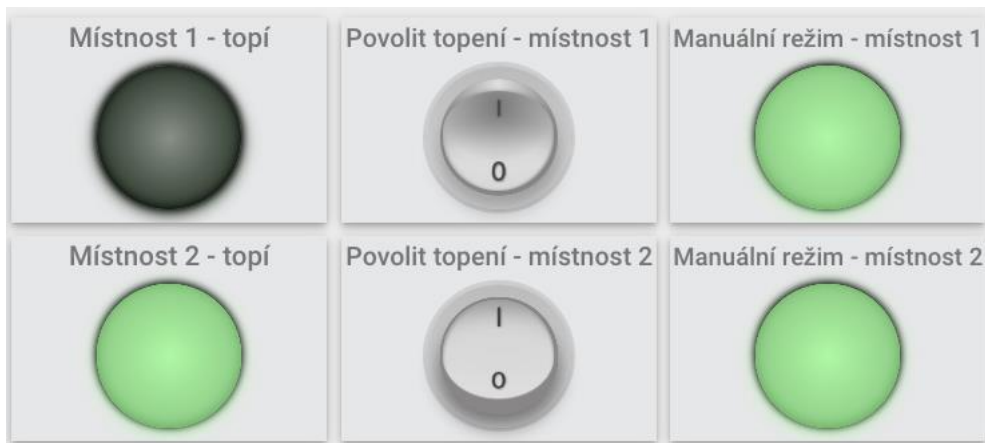 Místnost 1 - topí
Povolit topení - místnost 1
Manuální režim - místnost 1
I
0
Místnost 2 - topí
Povolit topení - místnost 2
Manuální režim - místnost 2
I
0